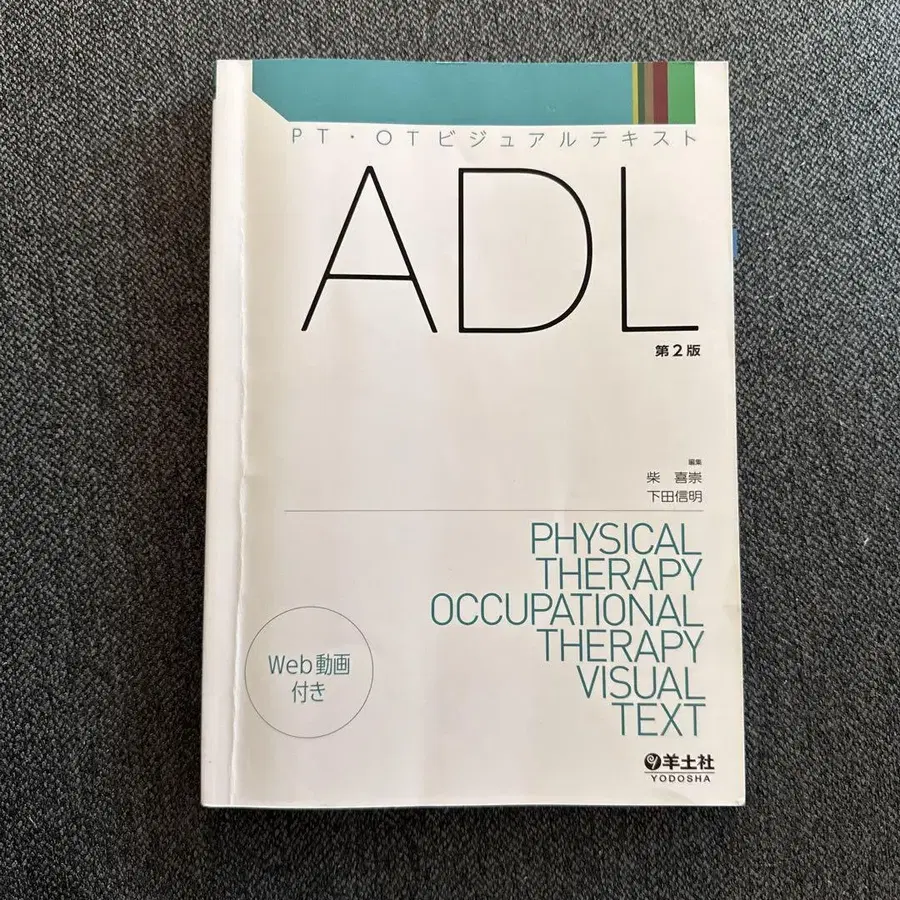 PT・OTビジュアルテキスト
ADL
第2版
編集
柴 喜崇
下田信明
PHYSICAL
THERAPY
OCCUPATIONAL
THERAPY
VISUAL
TEXT
Web動画
付き
羊土社
YODOSHA